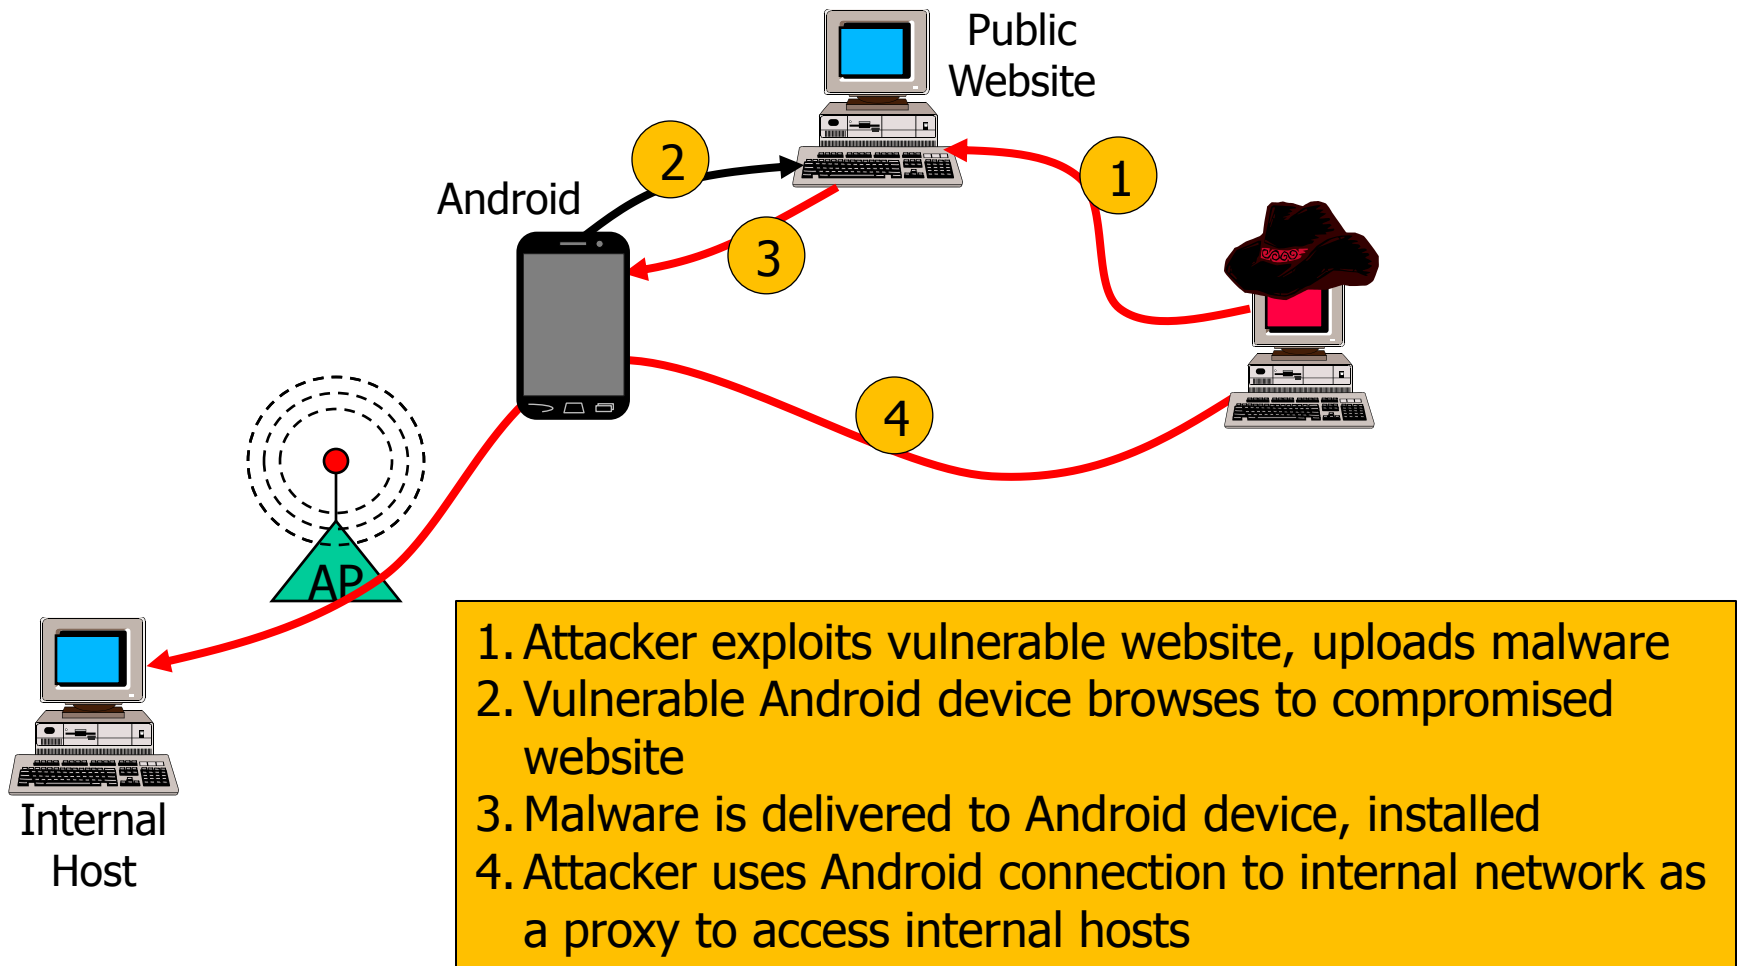 Public
Website
2
1
Android
3
4
AP
1. Attacker exploits vulnerable website, uploads malware
2. Vulnerable Android device browses to compromised
website
3. Malware is delivered to Android device, installed
4. Attacker uses Android connection to internal network as
a proxy to access internal hosts
Internal
Host